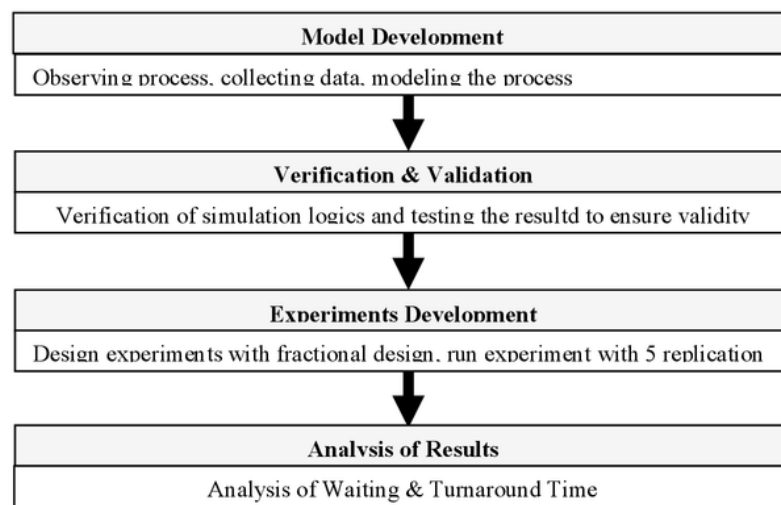 Model Development
Observing process, collecting data, modeling the process
Verification & Validation
Verification of simulation logics and testing the resultd to ensure validity
Experiments Development
Design experiments with fractional design, run experiment with 5 replication
Analysis of Results
Analysis of Waiting & Turnaround Time